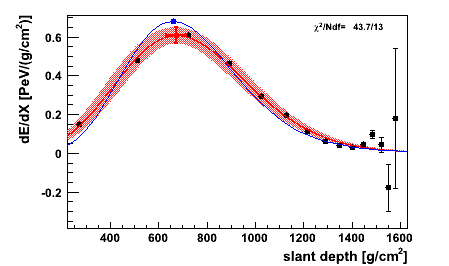 χ²/Ndf= 43.7/13
dE/dX [PeV/(g/cm²)]
0.6
0.4
0.2
0
-0.2
400 600 800 1000 1200 1400 1600
slant depth [g/cm²]